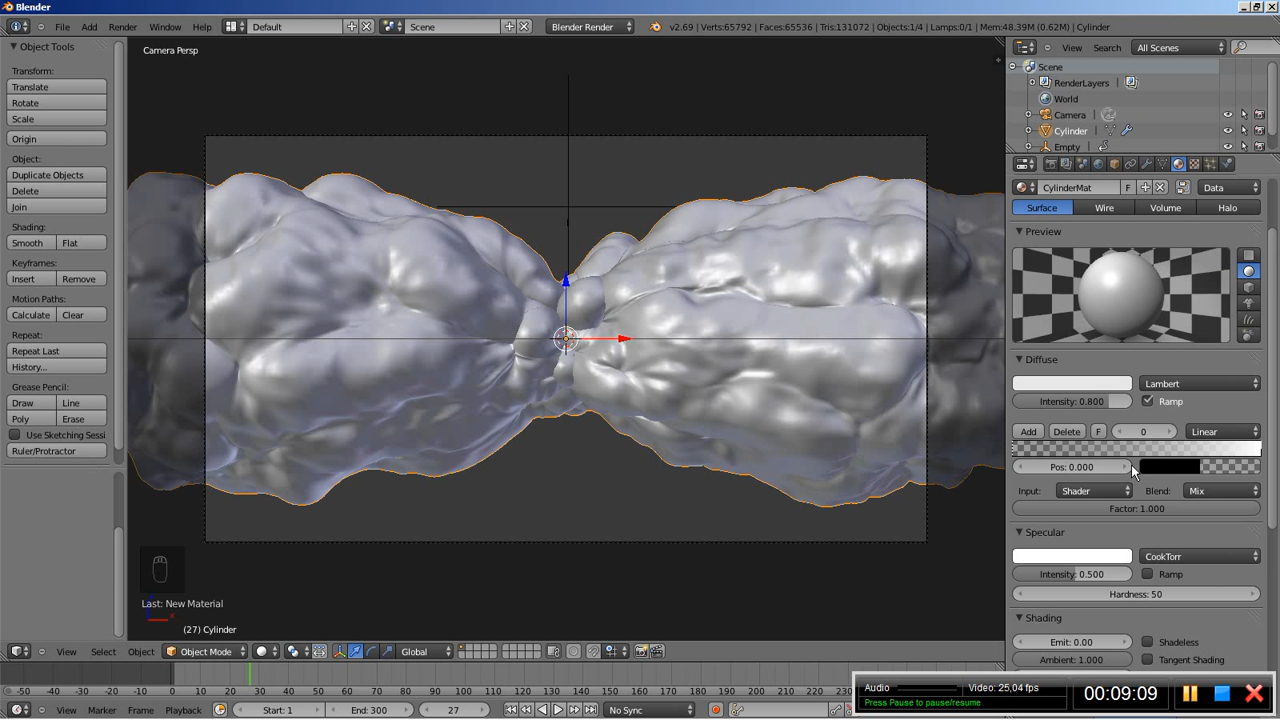 Blender
File Add Render Window Help Default Scene Blender Render v2.69 | Verts:65792 | Faces:65536 | Tris:131072 | Objects:1/4 | Lamps:0/1 | Mem:48.39M (0.62M) | Cylinder
Object Tools
Transform:
Translate
Rotate
Scale
Origin
Object:
Duplicate Objects
Delete
Join
Shading:
Smooth Flat
Keyframes:
Insert Remove
Motion Paths:
Calculate Clear
Repeat:
Repeat Last
History...
Grease Pencil:
Draw Line
Poly Erase
Use Sketching Sessi
Ruler/Protractor
Camera Persp
Last: New Material
(27) Cylinder
View Select Object Object Mode Global
View Search All Scenes
Scene
RenderLayers
World
Camera
Cylinder
Empty
CylinderMat F Data
Surface Wire Volume Halo
Preview
Diffuse
Lambert
Intensity: 0.800 Ramp
Add Delete F 0 Linear
Pos: 0.000
Input: Shader Blend: Mix
Factor: 1.000
Specular
CookTorr
Intensity: 0.500 Ramp
Hardness: 50
Shading
Emit: 0.00 Shadeless
Ambient: 1.000 Tangent Shading
-50 -40 -30 -20 -10 0 10 20 30 40 50 60 70 80 90 100 110 120 130 140 150 160 170 180 190 200 210 220 230
View Marker Frame Playback Start: 1 End: 300 27 No Sync
Audio Video: 25,04 fps
Press Pause to pause/resume
00:09:09